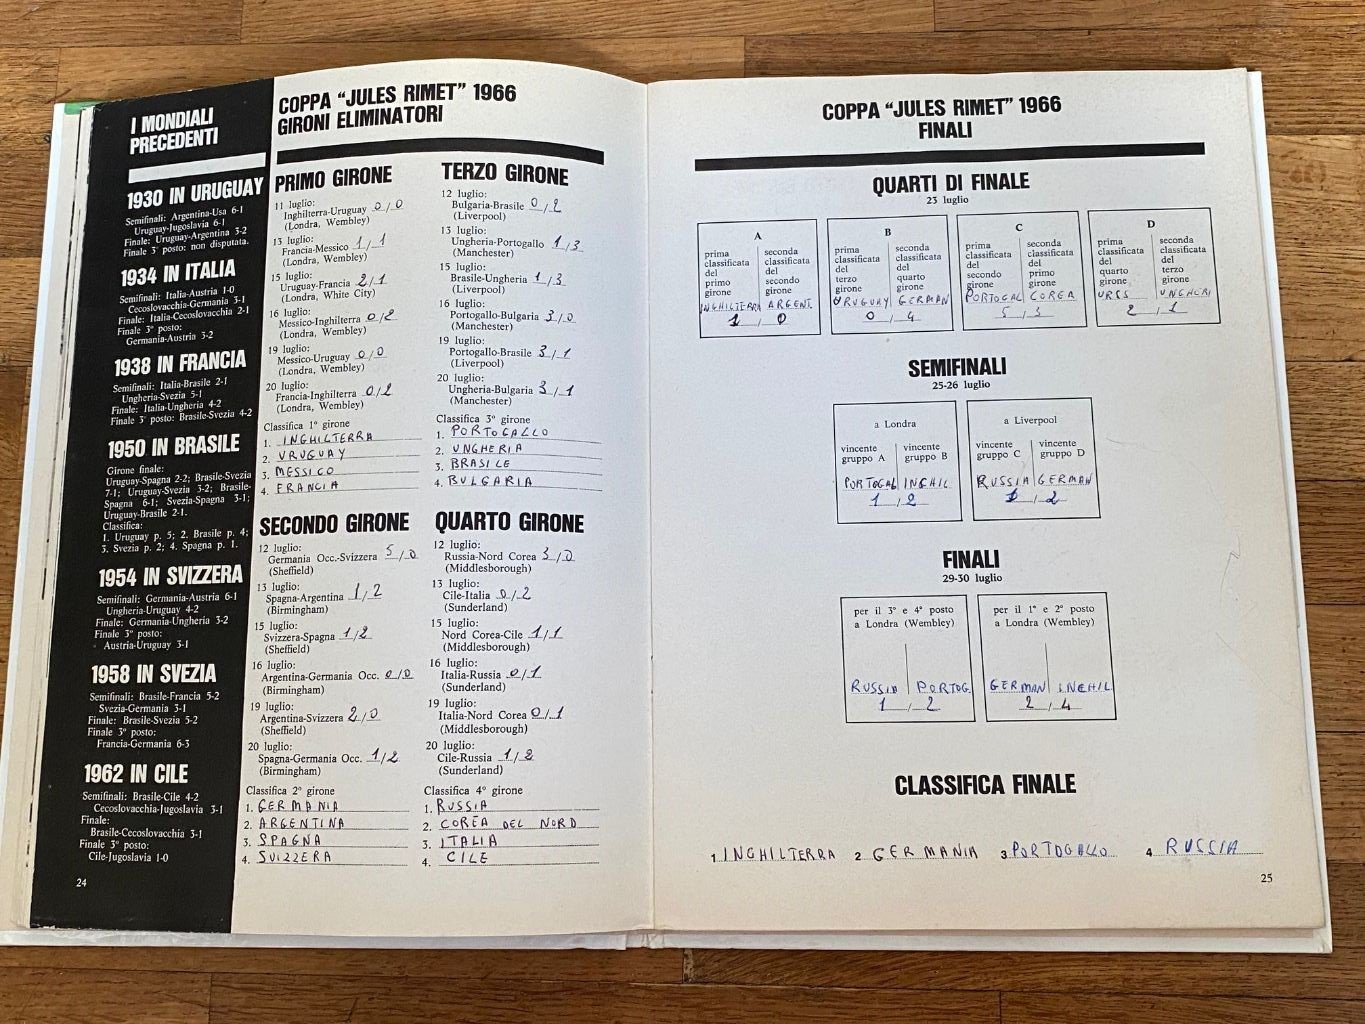 I MONDIALI
PRECEDENTI
1930 IN URUGUAY
Semifinali: Argentina-Usa 6-1
Uruguay-Jugoslavia 6-1
Finale: Uruguay-Argentina 3-2
Finale 3° posto: non disputata.
1934 IN ITALIA
Semifinali: Italia-Austria 1-0
Cecoslovacchia-Germania 3-1
Finale: Italia-Cecoslovacchia 2-1
Finale 3° posto:
Germania-Austria 3-2
1938 IN FRANCIA
Semifinali: Italia-Brasile 2-1
Ungheria-Svezia 5-1
Finale: Italia-Ungheria 4-2
Finale 3° posto: Brasile-Svezia 4-2
1950 IN BRASILE
Girone finale:
Uruguay-Spagna 2-2; Brasile-Svezia
7-1; Uruguay-Svezia 3-2; Brasile-
Spagna 6-1; Svezia-Spagna 3-1;
Uruguay-Brasile 2-1.
Classifica:
1. Uruguay p. 5; 2. Brasile p. 4;
3. Svezia p. 2; 4. Spagna p. 1.
1954 IN SVIZZERA
Semifinali: Germania-Austria 6-1
Ungheria-Uruguay 4-2
Finale: Germania-Ungheria 3-2
Finale 3° posto:
Austria-Uruguay 3-1
1958 IN SVEZIA
Semifinali: Brasile-Francia 5-2
Svezia-Germania 3-1
Finale: Brasile-Svezia 5-2
Finale 3° posto:
Francia-Germania 6-3
1962 IN CILE
Semifinali: Brasile-Cile 4-2
Cecoslovacchia-Jugoslavia 3-1
Finale:
Brasile-Cecoslovacchia 3-1
Finale 3° posto:
Cile-Jugoslavia 1-0
24
COPPA "JULES RIMET" 1966
GIRONI ELIMINATORI
PRIMO GIRONE
11 luglio:
Inghilterra-Uruguay 0/0
(Londra, Wembley)
13 luglio:
Francia-Messico 1/1
(Londra, Wembley)
15 luglio:
Uruguay-Francia 2/1
(Londra, White City)
16 luglio:
Messico-Inghilterra 0/2
(Londra, Wembley)
19 luglio:
Messico-Uruguay 0/0
(Londra, Wembley)
20 luglio:
Francia-Inghilterra 0/2
(Londra, Wembley)
Classifica 1° girone
1. INGHILTERRA
2. URUGUAY
3. MESSICO
4. FRANCIA
SECONDO GIRONE
12 luglio:
Germania Occ.-Svizzera 5/0
(Sheffield)
13 luglio:
Spagna-Argentina 1/2
(Birmingham)
15 luglio:
Svizzera-Spagna 1/2
(Sheffield)
16 luglio:
Argentina-Germania Occ. 0/0
(Birmingham)
19 luglio:
Argentina-Svizzera 2/0
(Sheffield)
20 luglio:
Spagna-Germania Occ. 1/2
(Birmingham)
Classifica 2° girone
1. GERMANIA
2. ARGENTINA
3. SPAGNA
4. SVIZZERA
TERZO GIRONE
12 luglio:
Bulgaria-Brasile 0/2
(Liverpool)
13 luglio:
Ungheria-Portogallo 1/3
(Manchester)
15 luglio:
Brasile-Ungheria 1/3
(Liverpool)
16 luglio:
Portogallo-Bulgaria 3/0
(Manchester)
19 luglio:
Portogallo-Brasile 3/1
(Liverpool)
20 luglio:
Ungheria-Bulgaria 3/1
(Manchester)
Classifica 3° girone
1. PORTOGALLO
2. UNGHERIA
3. BRASILE
4. BULGARIA
QUARTO GIRONE
12 luglio:
Russia-Nord Corea 3/0
(Middlesborough)
13 luglio:
Cile-Italia 0/2
(Sunderland)
15 luglio:
Nord Corea-Cile 1/1
(Middlesborough)
16 luglio:
Italia-Russia 0/1
(Sunderland)
19 luglio:
Italia-Nord Corea 0/1
(Middlesborough)
20 luglio:
Cile-Russia 1/2
(Sunderland)
Classifica 4° girone
1. RUSSIA
2. COREA DEL NORD
3. ITALIA
4. CILE
COPPA "JULES RIMET" 1966
FINALI
QUARTI DI FINALE
23 luglio
A
prima
classificata
del
primo
girone
INGHILTERRA
seconda
classificata
del
secondo
girone
ARGENT.
1 / 0
B
prima
classificata
del
terzo
girone
URUGUAY
seconda
classificata
del
quarto
girone
GERMAN
0 / 4
C
prima
classificata
del
secondo
girone
PORTOGAL
seconda
classificata
del
primo
girone
COREA
5 / 3
D
prima
classificata
del
quarto
girone
URSS
seconda
classificata
del
terzo
girone
UNGHERI
2 / 1
SEMIFINALI
25-26 luglio
a Londra
vincente
gruppo A
vincente
gruppo B
PORTOGAL INGHIL
1 / 2
a Liverpool
vincente
gruppo C
vincente
gruppo D
RUSSIA GERMAN
1 / 2
FINALI
29-30 luglio
per il 3° e 4° posto
a Londra (Wembley)
RUSSIA PORTOG.
1 / 2
per il 1° e 2° posto
a Londra (Wembley)
GERMAN INGHIL
2 / 4
CLASSIFICA FINALE
1 INGHILTERRA 2 GERMANIA 3 PORTOGALLO 4 RUSSIA
25